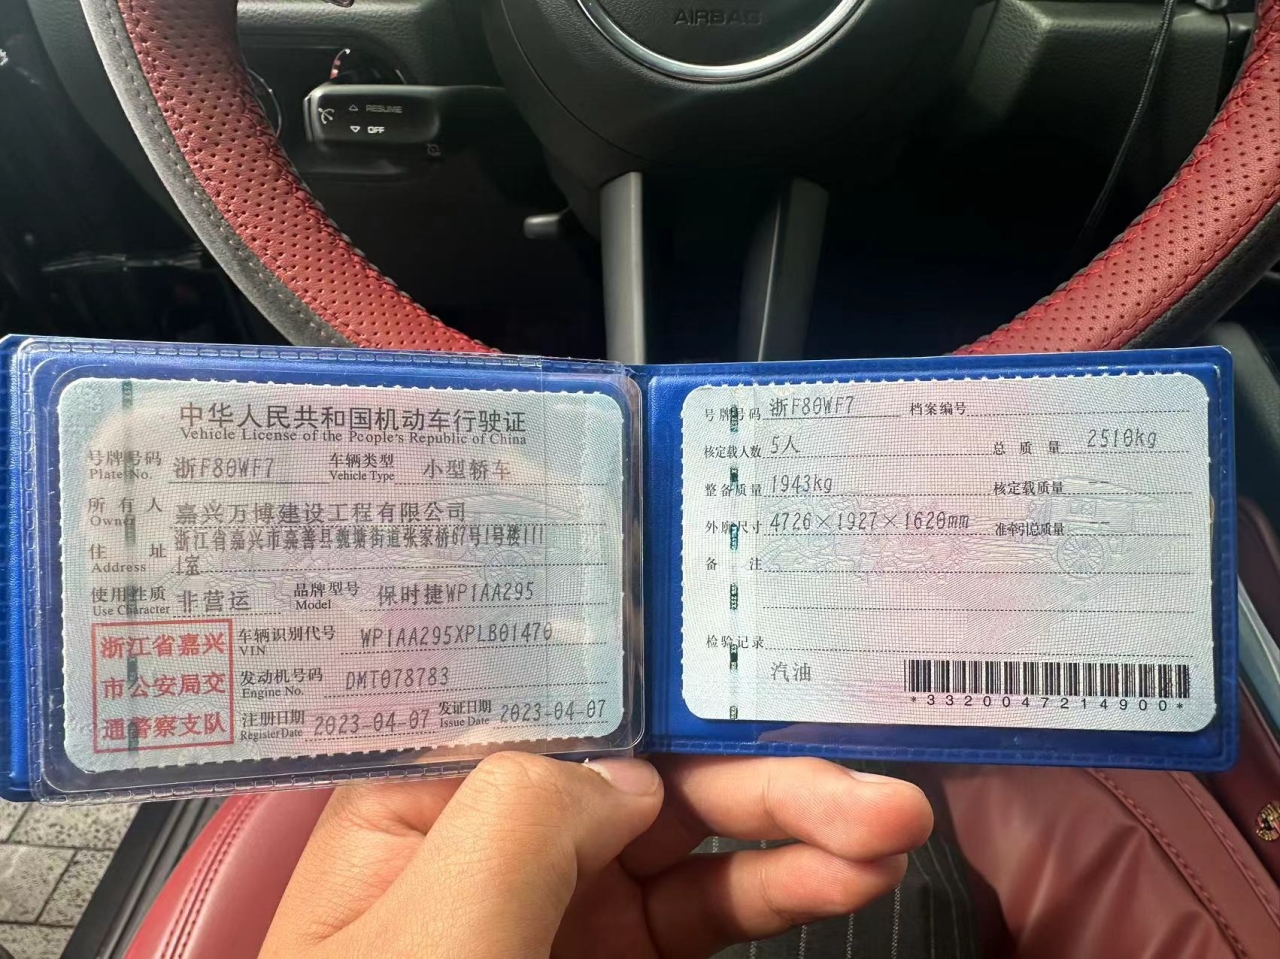 AIRBAG
RESUME
OFF
中华人民共和国机动车行驶证
Vehicle License of the People's Republic of China
号牌号码 浙F80WF7 车辆类型 小型轿车
Plate No. Vehicle Type
所有人 嘉兴万博建设工程有限公司
Owner
住址 浙江省嘉兴市嘉善县魏塘街道张家桥67号1号楼111
Address 1室
使用性质 非营运 品牌型号 保时捷WP1AA295
Use Character Model
浙江省嘉兴
市公安局交
通警察支队
车辆识别代号 WP1AA295XPLB01470
VIN
发动机号码 DMT078783
Engine No.
注册日期 2023-04-07 发证日期 2023-04-07
Register Date Issue Date
号牌号码 浙F80WF7 档案编号
核定载人数 5人 总质量 2510kg
整备质量 1943kg 核定载质量 --
外廓尺寸 4726×1927×1620mm 准牵引总质量 --
备注
检验记录
汽油
*3320047214900*